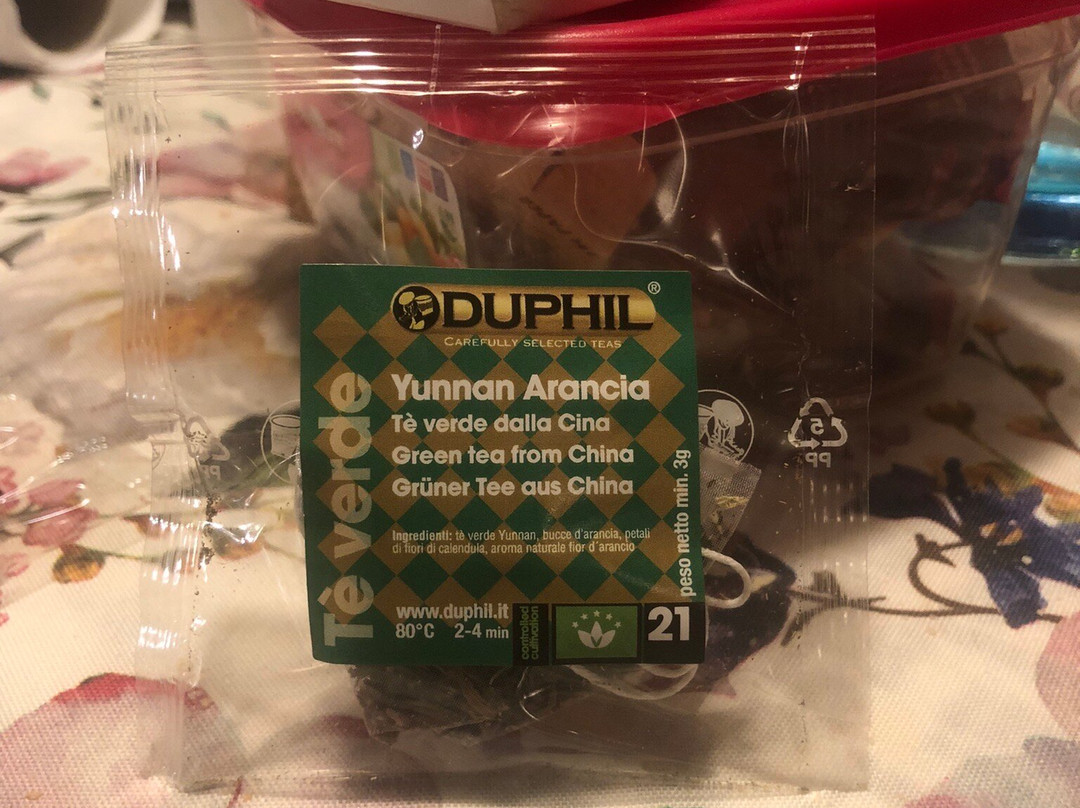 DUPHIL®
CAREFULLY SELECTED TEAS
Tè verde
Yunnan Arancia
Tè verde dalla Cina
Green tea from China
Grüner Tee aus China
Ingredienti: tè verde Yunnan, bucce d'arancia, petali
di fiori di calendula, aroma naturale fior d'arancio
peso netto min. 3g
www.duphil.it
80°C 2-4 min
controlled
cultivation
21
5
PP
PP